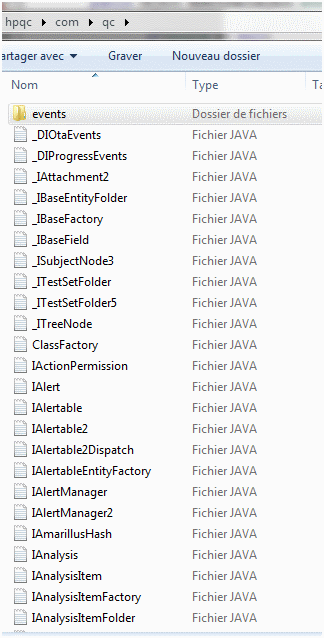 hpqc com qc
artager avec Graver Nouveau dossier
Nom Type Ta
events Dossier de fichiers
_DIOtaEvents Fichier JAVA
_DIProgressEvents Fichier JAVA
_IAttachment2 Fichier JAVA
_IBaseEntityFolder Fichier JAVA
_IBaseFactory Fichier JAVA
_IBaseField Fichier JAVA
_ISubjectNode3 Fichier JAVA
_ITestSetFolder Fichier JAVA
_ITestSetFolder5 Fichier JAVA
_ITreeNode Fichier JAVA
ClassFactory Fichier JAVA
IActionPermission Fichier JAVA
IAlert Fichier JAVA
IAlertable Fichier JAVA
IAlertable2 Fichier JAVA
IAlertable2Dispatch Fichier JAVA
IAlertableEntityFactory Fichier JAVA
IAlertManager Fichier JAVA
IAlertManager2 Fichier JAVA
IAmarillusHash Fichier JAVA
IAnalysis Fichier JAVA
IAnalysisItem Fichier JAVA
IAnalysisItemFactory Fichier JAVA
IAnalysisItemFolder Fichier JAVA